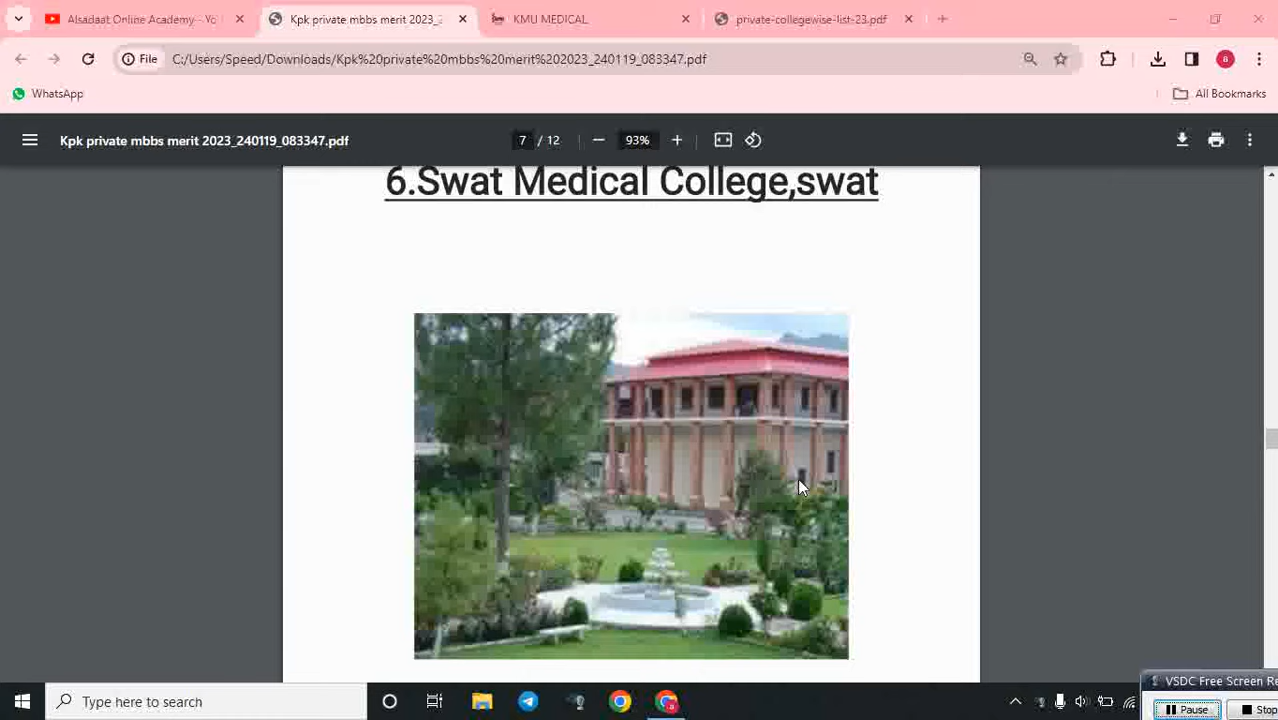 Alsadaat Online Academy-- Yo
Kpk private mbbs merit 2023_2
KMU MEDICAL
private-collegewise-list-23.pdf
File
C:/Users/Speed/Downloads/Kpk%20private%20mbbs%20merit%202023_240119_083347.pdf
a
WhatsApp
All Bookmarks
Kpk private mbbs merit 2023_240119_083347.pdf
7 / 12
93%
6.Swat Medical College,swat
VSDC Free Screen Re
Type here to search
Pause
Stop